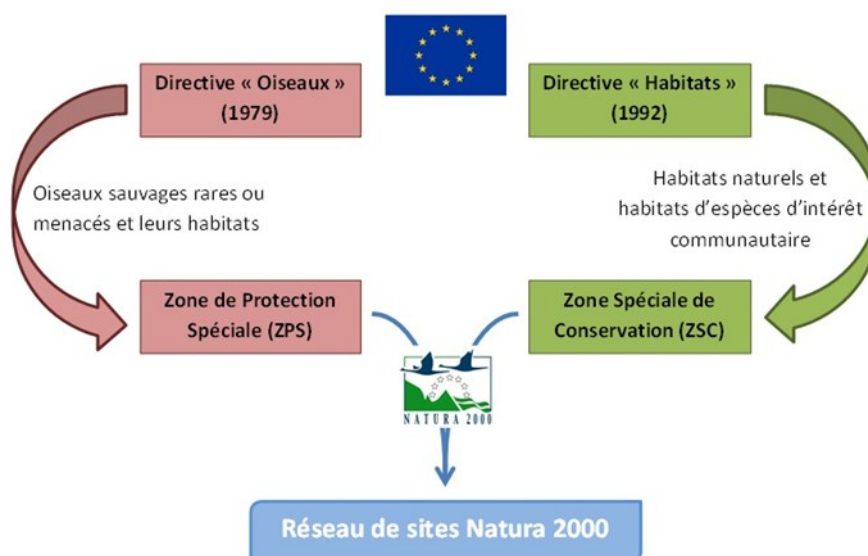 Directive « Oiseaux »
(1979)
Directive « Habitats »
(1992)
Oiseaux sauvages rares ou
menacés et leurs habitats
Habitats naturels et
habitats d’espèces d’intérêt
communautaire
Zone de Protection
Spéciale (ZPS)
Zone Spéciale de
Conservation (ZSC)
NATURA 2000
Réseau de sites Natura 2000